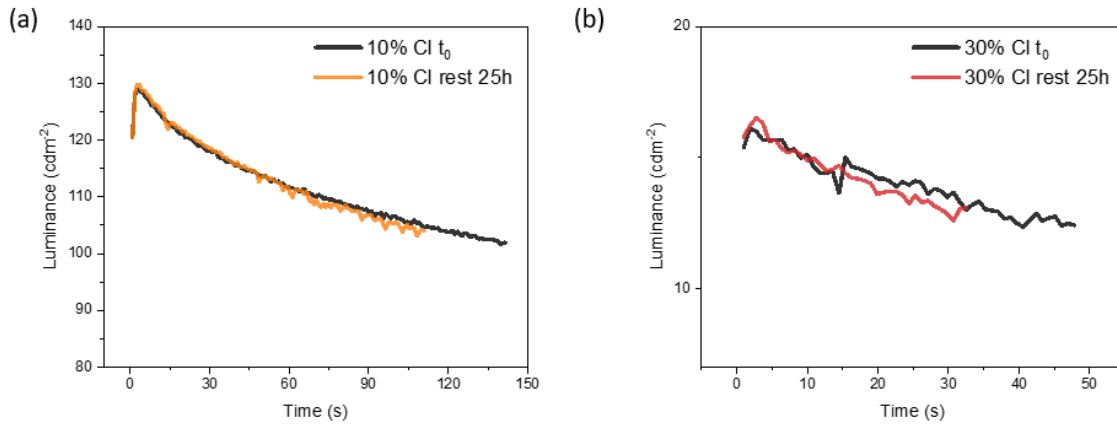 (a)
140
130
120
110
100
90
80
Luminance (cdm⁻²)
0 30 60 90 120 150
Time (s)
10% Cl t₀
10% Cl rest 25h
(b)
20
10
Luminance (cdm⁻²)
0 10 20 30 40 50
Time (s)
30% Cl t₀
30% Cl rest 25h